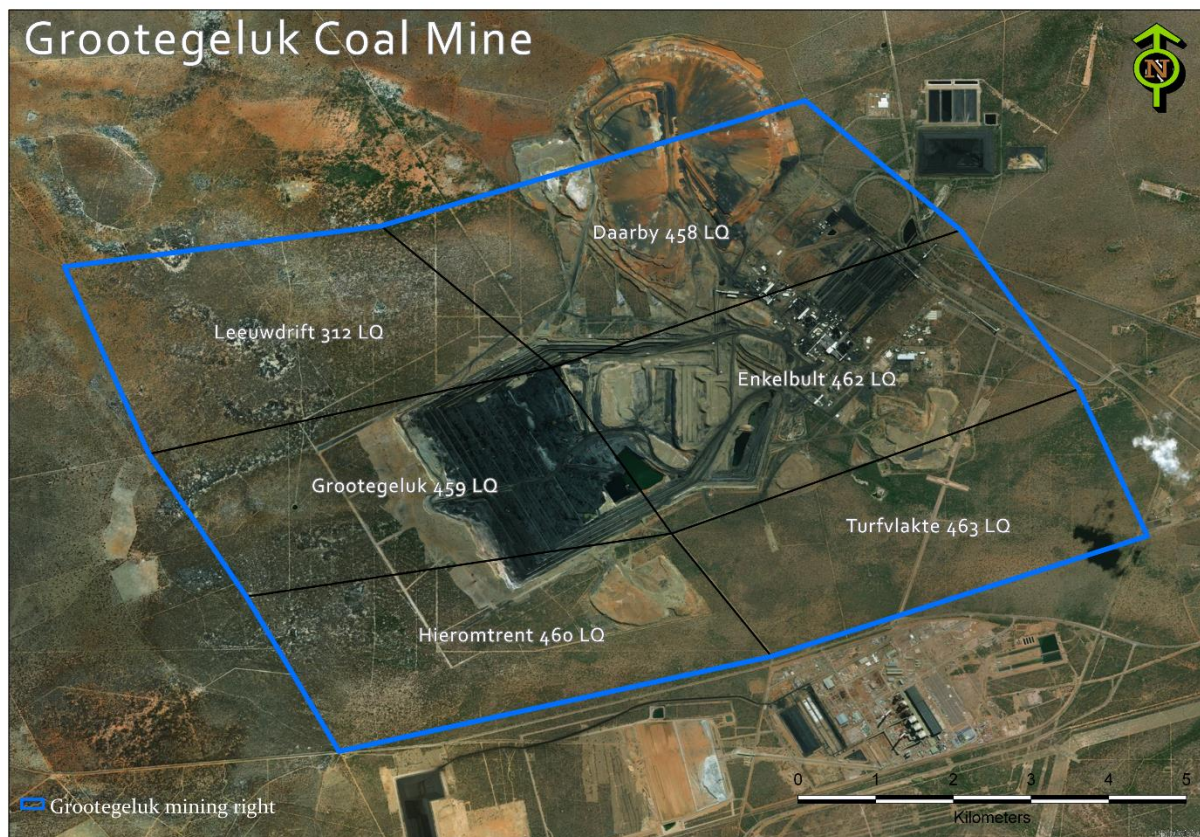 Grootegeluk Coal Mine
N
Daarby 458 LQ
Leeuwdrift 312 LQ
Enkelbult 462 LQ
Grootegeluk 459 LQ
Turfvlakte 463 LQ
Hieromtrent 460 LQ
0 1 2 3 4 5
Kilometers
Grootegeluk mining right